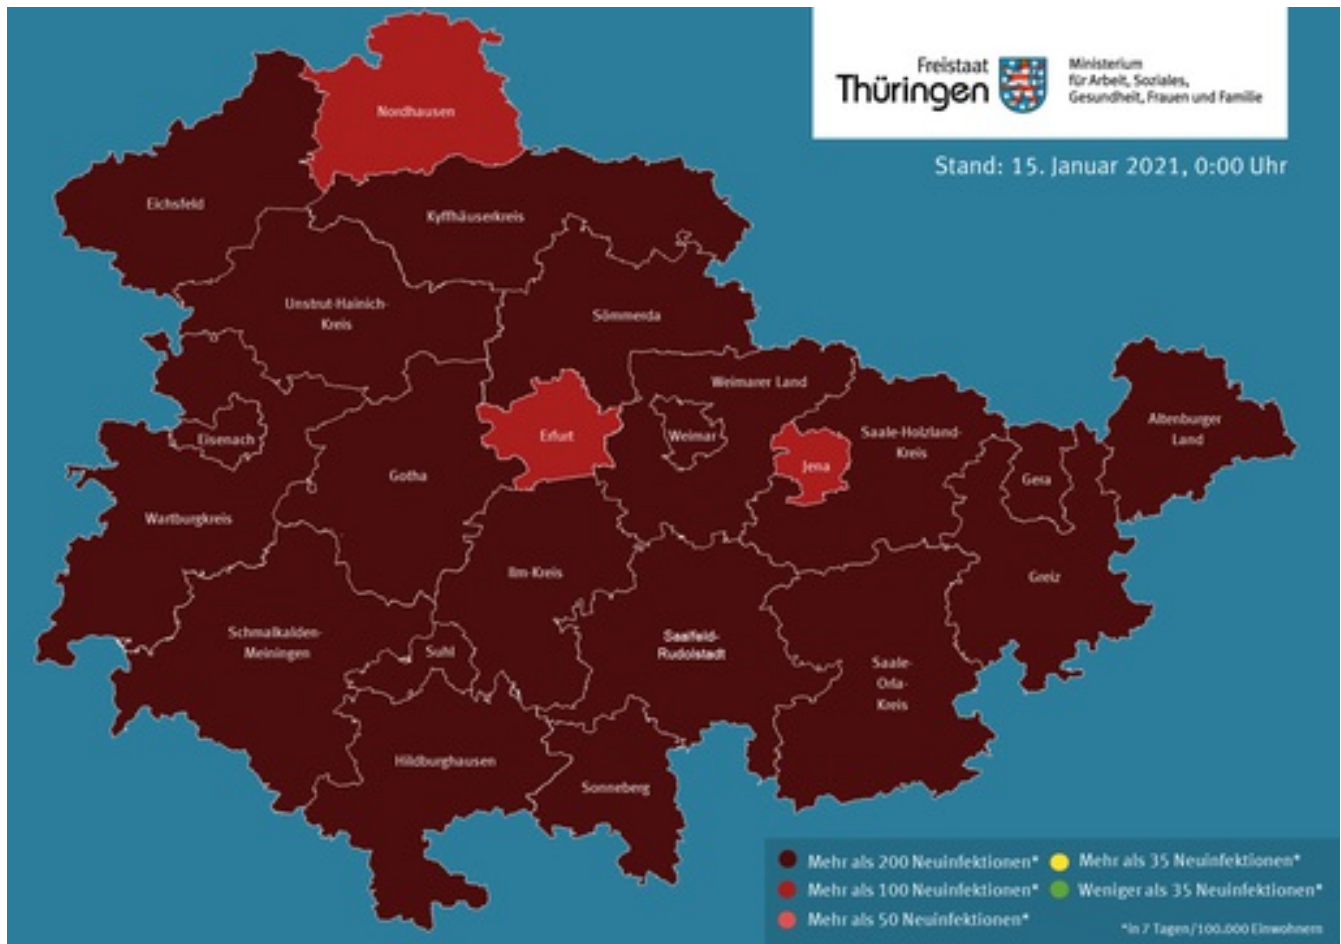 Freistaat
Thüringen
Ministerium
für Arbeit, Soziales,
Gesundheit, Frauen und Familie
Stand: 15. Januar 2021, 0:00 Uhr
Nordhausen
Eichsfeld
Kyffhäuserkreis
Unstrut-Hainich-
Kreis
Sömmerda
Weimarer Land
Altenburger
Land
Eisenach
Erfurt
Weimar
Saale-Holzland-
Kreis
Jena
Gotha
Gera
Wartburgkreis
Ilm-Kreis
Greiz
Schmalkalden-
Meiningen
Suhl
Saalfeld-
Rudolstadt
Saale-
Orla-
Kreis
Hildburghausen
Sonneberg
Mehr als 200 Neuinfektionen*
Mehr als 100 Neuinfektionen*
Mehr als 50 Neuinfektionen*
Mehr als 35 Neuinfektionen*
Weniger als 35 Neuinfektionen*
*in 7 Tagen/100.000 Einwohnern